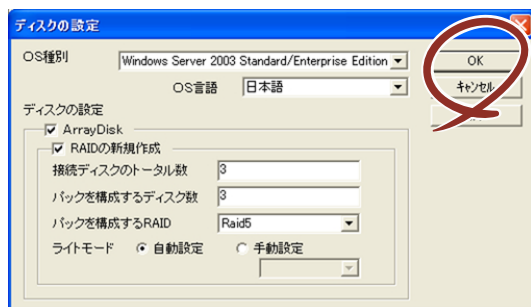 ディスクの設定
OS種別
Windows Server 2003 Standard/Enterprise Edition
OK
OS言語
日本語
キャンセル
ディスクの設定
ArrayDisk
RAIDの新規作成
接続ディスクのトータル数
3
パックを構成するディスク数
3
パックを構成するRAID
Raid5
ライトモード
自動設定
手動設定